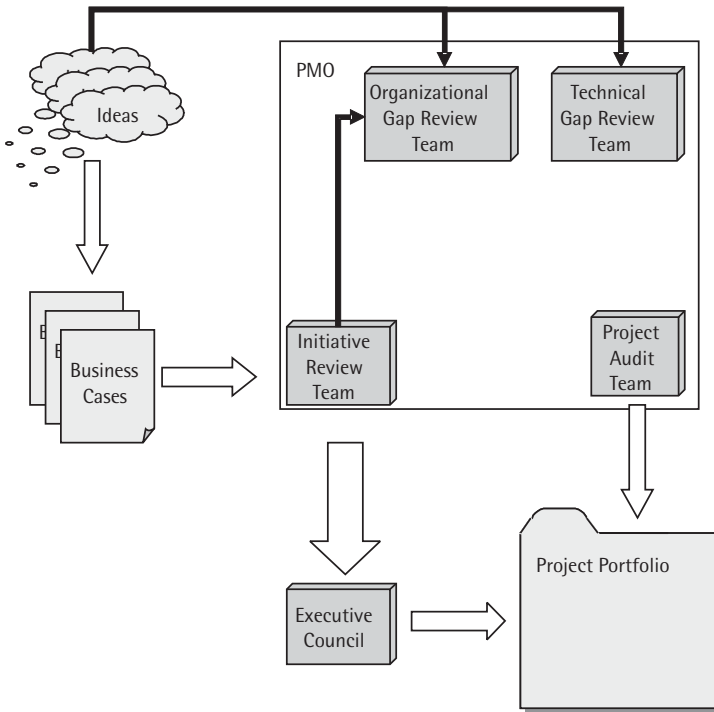 PMO
Organizational
Gap Review
Team
Technical
Gap Review
Team
Ideas
Initiative
Review
Team
Project
Audit
Team
B
B
Business
Cases
Executive
Council
Project Portfolio